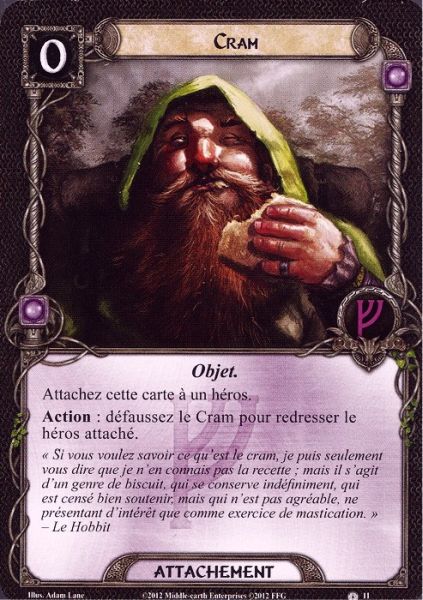 0
Cram
Objet.
Attachez cette carte à un héros.
Action : défaussez le Cram pour redresser le
héros attaché.
« Si vous voulez savoir ce qu'est le cram, je puis seulement
vous dire que je n'en connais pas la recette ; mais il s'agit
d'un genre de biscuit, qui se conserve indéfiniment, qui
est censé bien soutenir, mais qui n'est pas agréable, ne
présentant d'intérêt que comme exercice de mastication. »
– Le Hobbit
ATTACHEMENT
Illus. Adam Lane ©2012 Middle-earth Enterprises ©2012 FFG 11